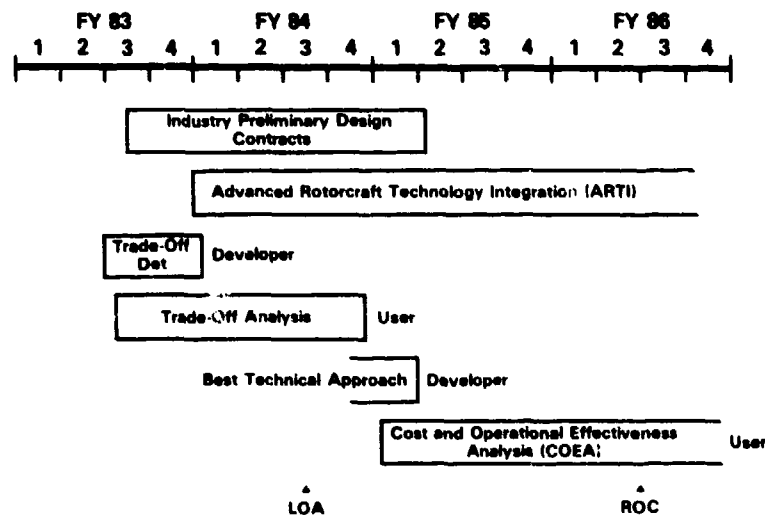 FY 83 FY 84 FY 85 FY 86
1 2 3 4 1 2 3 4 1 2 3 4 1 2 3 4
Industry Preliminary Design
Contracts
Advanced Rotorcraft Technology Integration (ARTI)
Trade-Off
Det
Developer
Trade-Off Analysis
User
Best Technical Approach
Developer
Cost and Operational Effectiveness
Analysis (COEA)
User
LOA
ROC